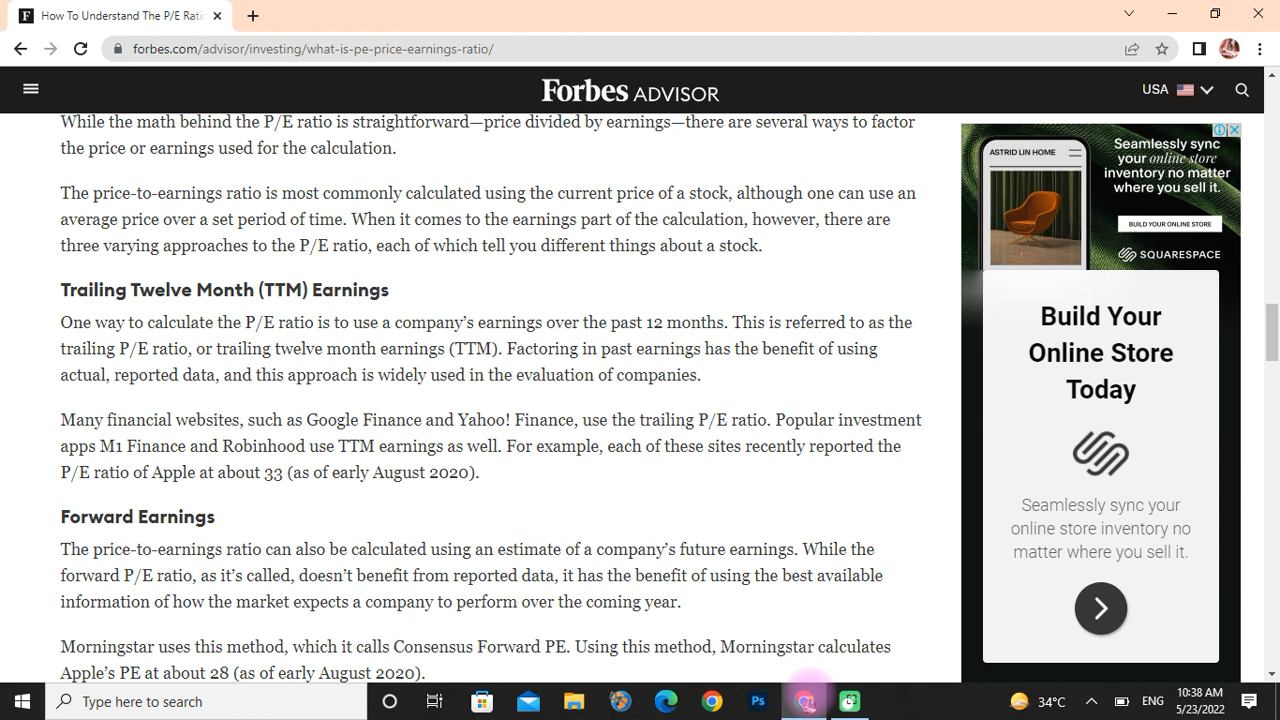 F How To Understand The P/E Ratio
forbes.com/advisor/investing/what-is-pe-price-earnings-ratio/
Forbes ADVISOR
USA
While the math behind the P/E ratio is straightforward—price divided by earnings—there are several ways to factor
the price or earnings used for the calculation.
The price-to-earnings ratio is most commonly calculated using the current price of a stock, although one can use an
average price over a set period of time. When it comes to the earnings part of the calculation, however, there are
three varying approaches to the P/E ratio, each of which tell you different things about a stock.
Trailing Twelve Month (TTM) Earnings
One way to calculate the P/E ratio is to use a company’s earnings over the past 12 months. This is referred to as the
trailing P/E ratio, or trailing twelve month earnings (TTM). Factoring in past earnings has the benefit of using
actual, reported data, and this approach is widely used in the evaluation of companies.
Many financial websites, such as Google Finance and Yahoo! Finance, use the trailing P/E ratio. Popular investment
apps M1 Finance and Robinhood use TTM earnings as well. For example, each of these sites recently reported the
P/E ratio of Apple at about 33 (as of early August 2020).
Forward Earnings
The price-to-earnings ratio can also be calculated using an estimate of a company’s future earnings. While the
forward P/E ratio, as it’s called, doesn’t benefit from reported data, it has the benefit of using the best available
information of how the market expects a company to perform over the coming year.
Morningstar uses this method, which it calls Consensus Forward PE. Using this method, Morningstar calculates
Apple’s PE at about 28 (as of early August 2020).
ASTRID LIN HOME
Seamlessly sync
your online store
inventory no matter
where you sell it.
BUILD YOUR ONLINE STORE
SQUARESPACE
Build Your
Online Store
Today
Seamlessly sync your
online store inventory no
matter where you sell it.
Type here to search
Ps
34°C
ENG
10:38 AM
5/23/2022